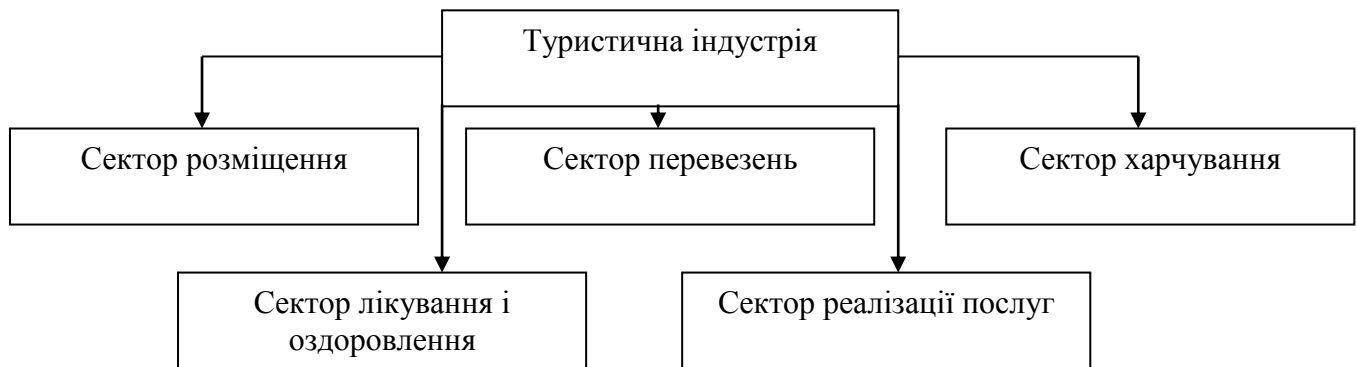 Туристична індустрія
Сектор розміщення
Сектор перевезень
Сектор харчування
Сектор лікування і
оздоровлення
Сектор реалізації послуг